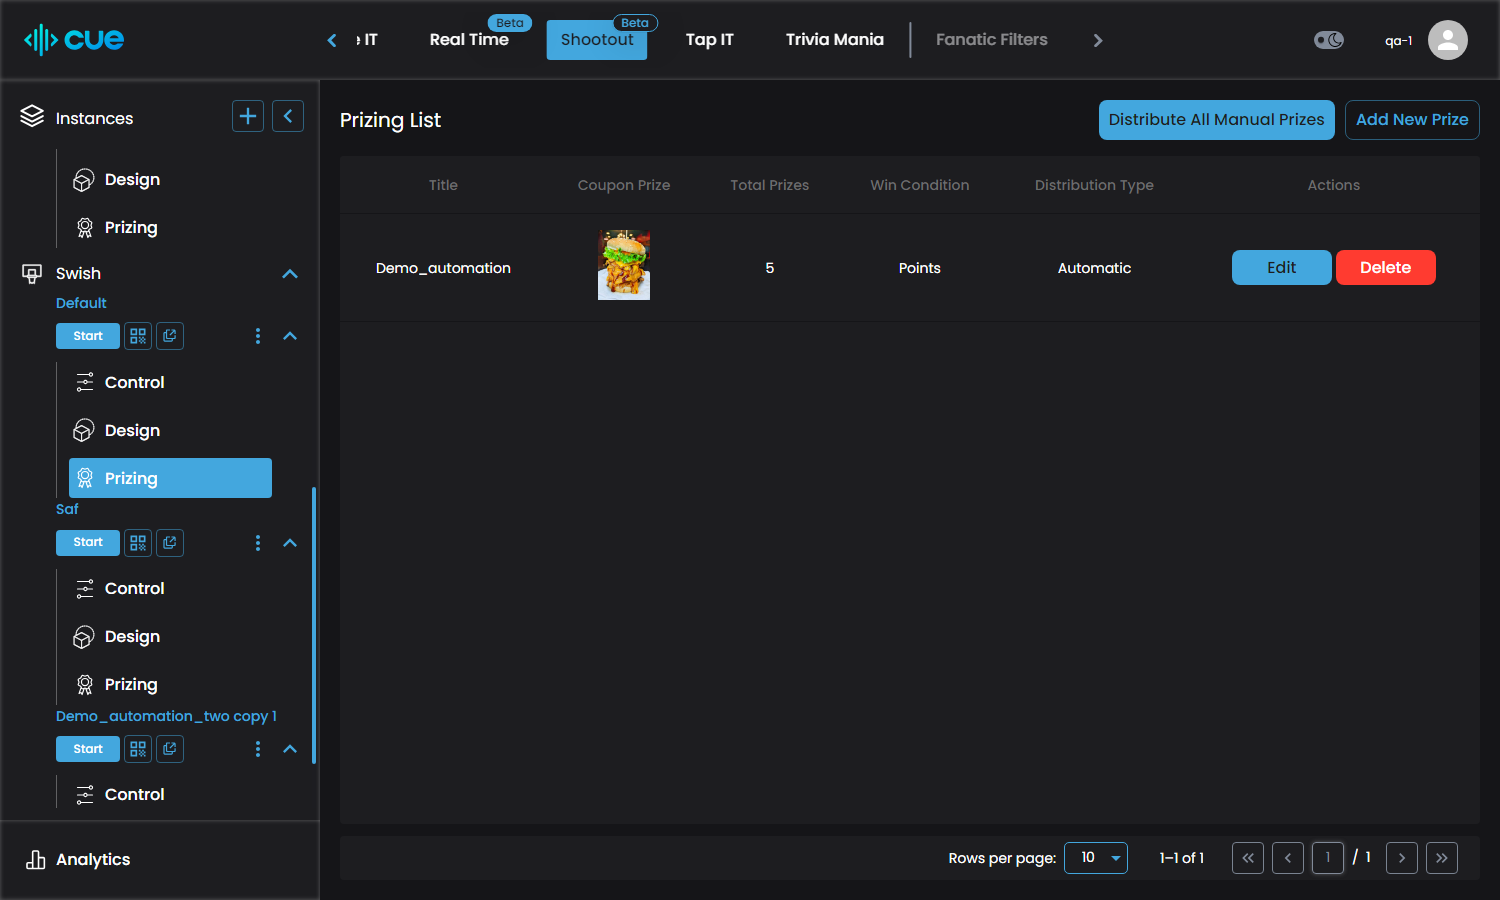 cue
IT
Real Time
Beta
Shootout
Beta
Tap IT
Trivia Mania
Fanatic Filters
qa-1
Instances
Design
Prizing
Swish
Default
Start
Control
Design
Prizing
Saf
Start
Control
Design
Prizing
Demo_automation_two copy 1
Start
Control
Analytics
Prizing List
Distribute All Manual Prizes
Add New Prize
Title Coupon Prize Total Prizes Win Condition Distribution Type Actions
Demo_automation 5 Points Automatic Edit Delete
Rows per page: 10 1-1 of 1 1 / 1